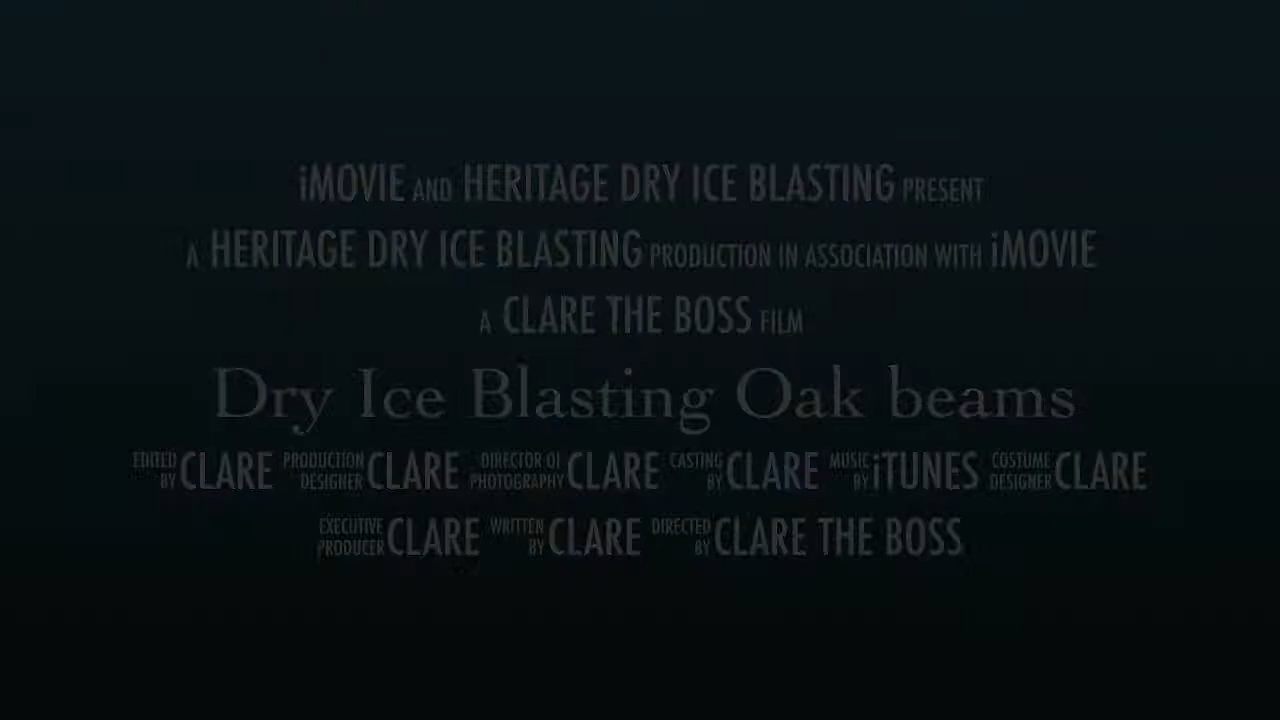 iMOVIE AND HERITAGE DRY ICE BLASTING PRESENT
A HERITAGE DRY ICE BLASTING PRODUCTION IN ASSOCIATION WITH iMOVIE
A CLARE THE BOSS FILM
Dry Ice Blasting Oak beams
EDITED BY CLARE PRODUCTION DESIGNER CLARE DIRECTOR OF PHOTOGRAPHY CLARE CASTING BY CLARE MUSIC BY iTUNES COSTUME DESIGNER CLARE
EXECUTIVE PRODUCER CLARE WRITTEN BY CLARE DIRECTED BY CLARE THE BOSS